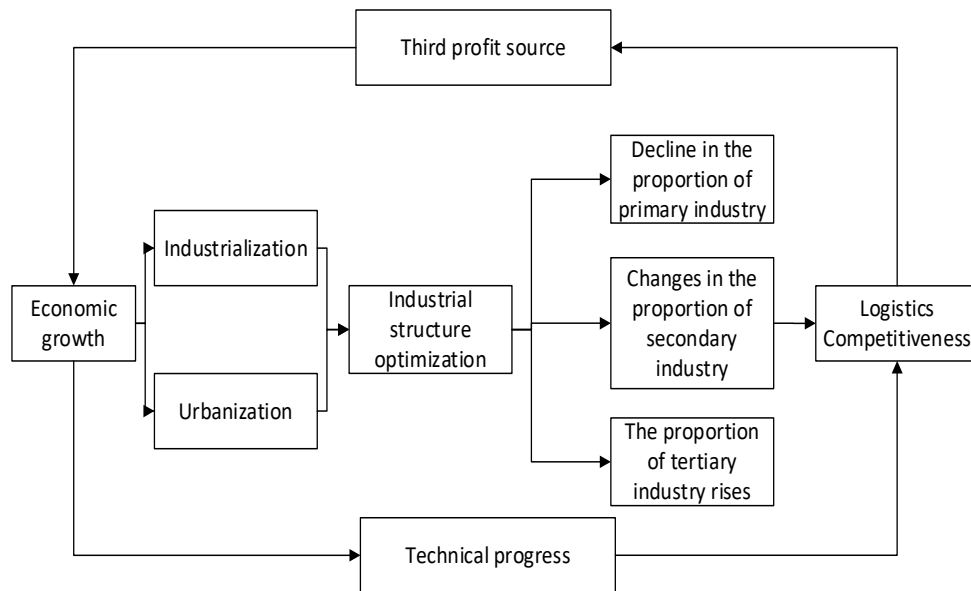 Third profit source
Decline in the
proportion of
primary industry
Industrialization
Economic
growth
Industrial
structure
optimization
Changes in the
proportion of
secondary
industry
Logistics
Competitiveness
Urbanization
The proportion
of tertiary
industry rises
Technical progress